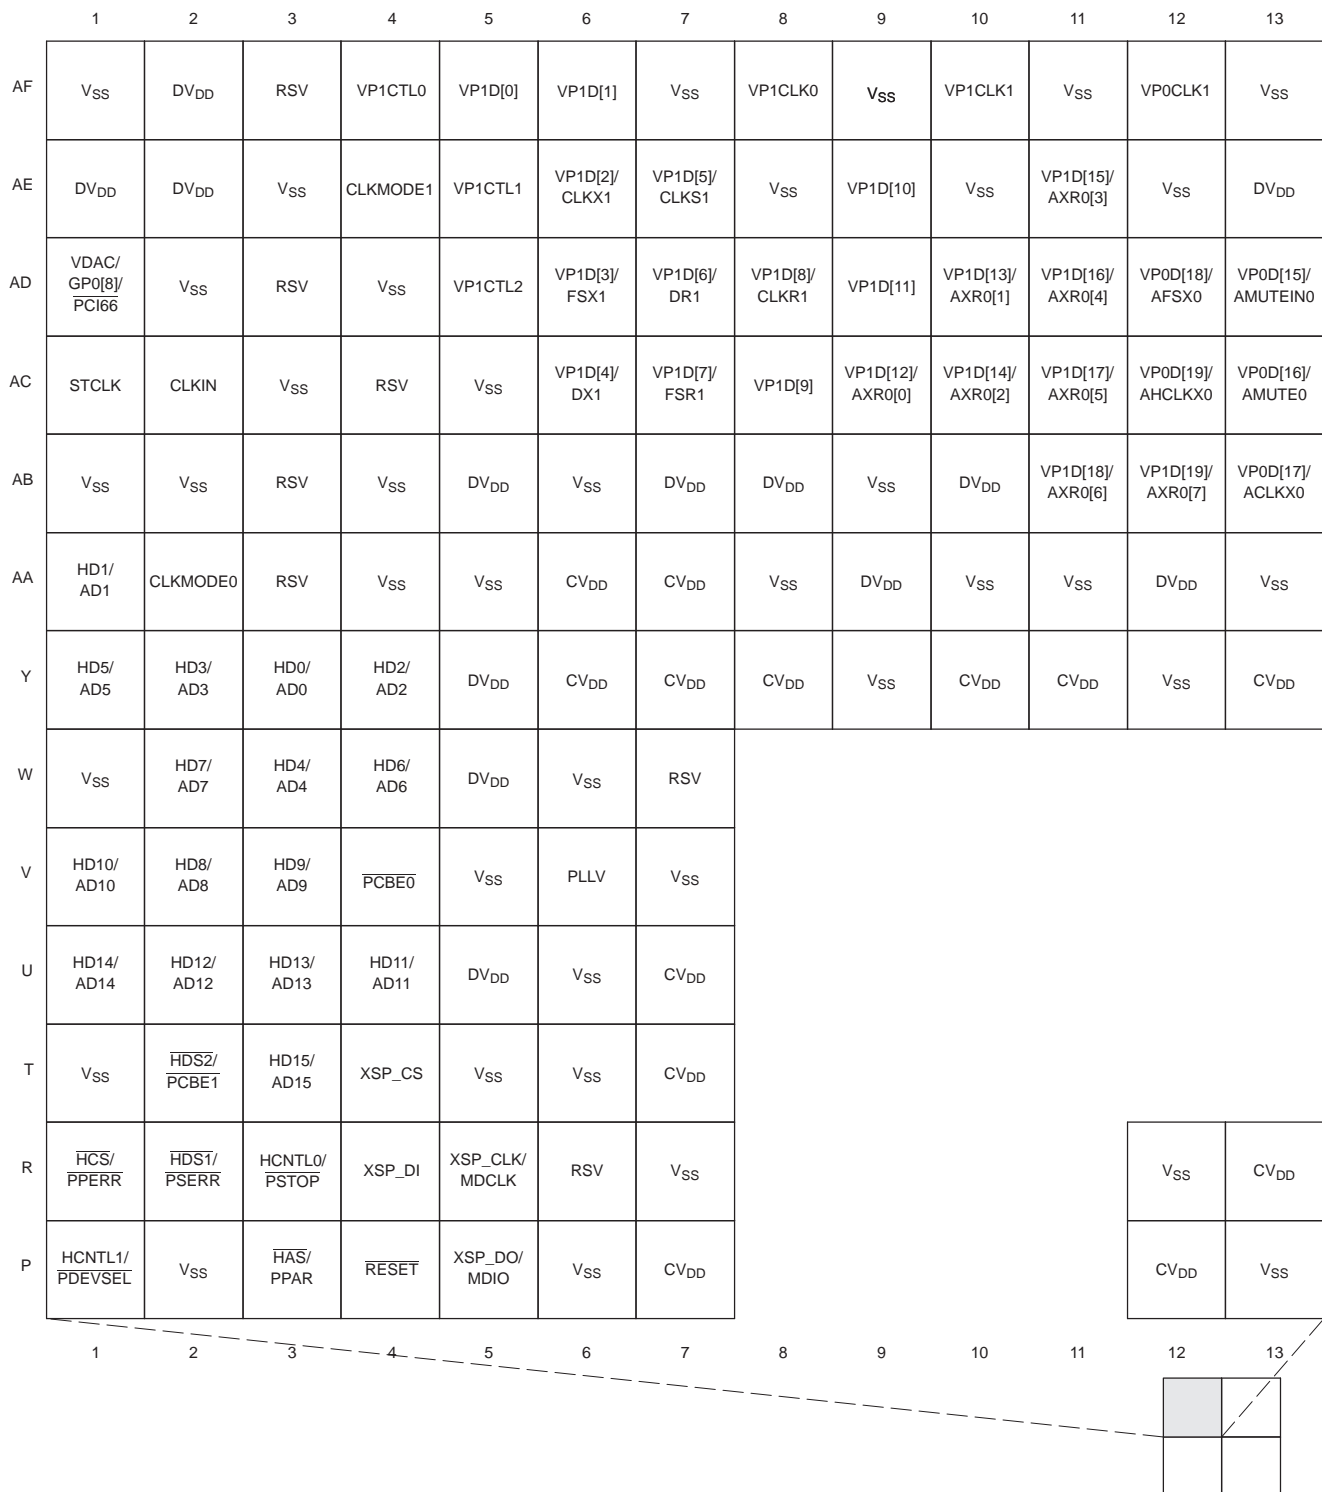 1 2 3 4 5 6 7 8 9 10 11 12 13
AF VSS DVDD RSV VP1CTL0 VP1D[0] VP1D[1] VSS VP1CLK0 VSS VP1CLK1 VSS VP0CLK1 VSS
AE DVDD DVDD VSS CLKMODE1 VP1CTL1 VP1D[2]/ CLKX1 VP1D[5]/ CLKS1 VSS VP1D[10] VSS VP1D[15]/ AXR0[3] VSS DVDD
AD VDAC/ GP0[8]/ PCI66 VSS RSV VSS VP1CTL2 VP1D[3]/ FSX1 VP1D[6]/ DR1 VP1D[8]/ CLKR1 VP1D[11] VP1D[13]/ AXR0[1] VP1D[16]/ AXR0[4] VP0D[18]/ AFSX0 VP0D[15]/ AMUTEIN0
AC STCLK CLKIN VSS RSV VSS VP1D[4]/ DX1 VP1D[7]/ FSR1 VP1D[9] VP1D[12]/ AXR0[0] VP1D[14]/ AXR0[2] VP1D[17]/ AXR0[5] VP0D[19]/ AHCLKX0 VP0D[16]/ AMUTE0
AB VSS VSS RSV VSS DVDD VSS DVDD DVDD VSS DVDD VP1D[18]/ AXR0[6] VP1D[19]/ AXR0[7] VP0D[17]/ ACLKX0
AA HD1/ AD1 CLKMODE0 RSV VSS VSS CVDD CVDD VSS DVDD VSS VSS DVDD VSS
Y HD5/ AD5 HD3/ AD3 HD0/ AD0 HD2/ AD2 DVDD CVDD CVDD CVDD VSS CVDD CVDD VSS CVDD
W VSS HD7/ AD7 HD4/ AD4 HD6/ AD6 DVDD VSS RSV
V HD10/ AD10 HD8/ AD8 HD9/ AD9 PCBE0 VSS PLLV VSS
U HD14/ AD14 HD12/ AD12 HD13/ AD13 HD11/ AD11 DVDD VSS CVDD
T VSS HDS2/ PCBE1 HD15/ AD15 XSP_CS VSS VSS CVDD
R HCS/ PPERR HDS1/ PSERR HCNTL0/ PSTOP XSP_DI XSP_CLK/ MDCLK RSV VSS VSS CVDD
P HCNTL1/ PDEVSEL VSS HAS/ PPAR RESET XSP_DO/ MDIO VSS CVDD CVDD VSS
1 2 3 4 5 6 7 8 9 10 11 12 13